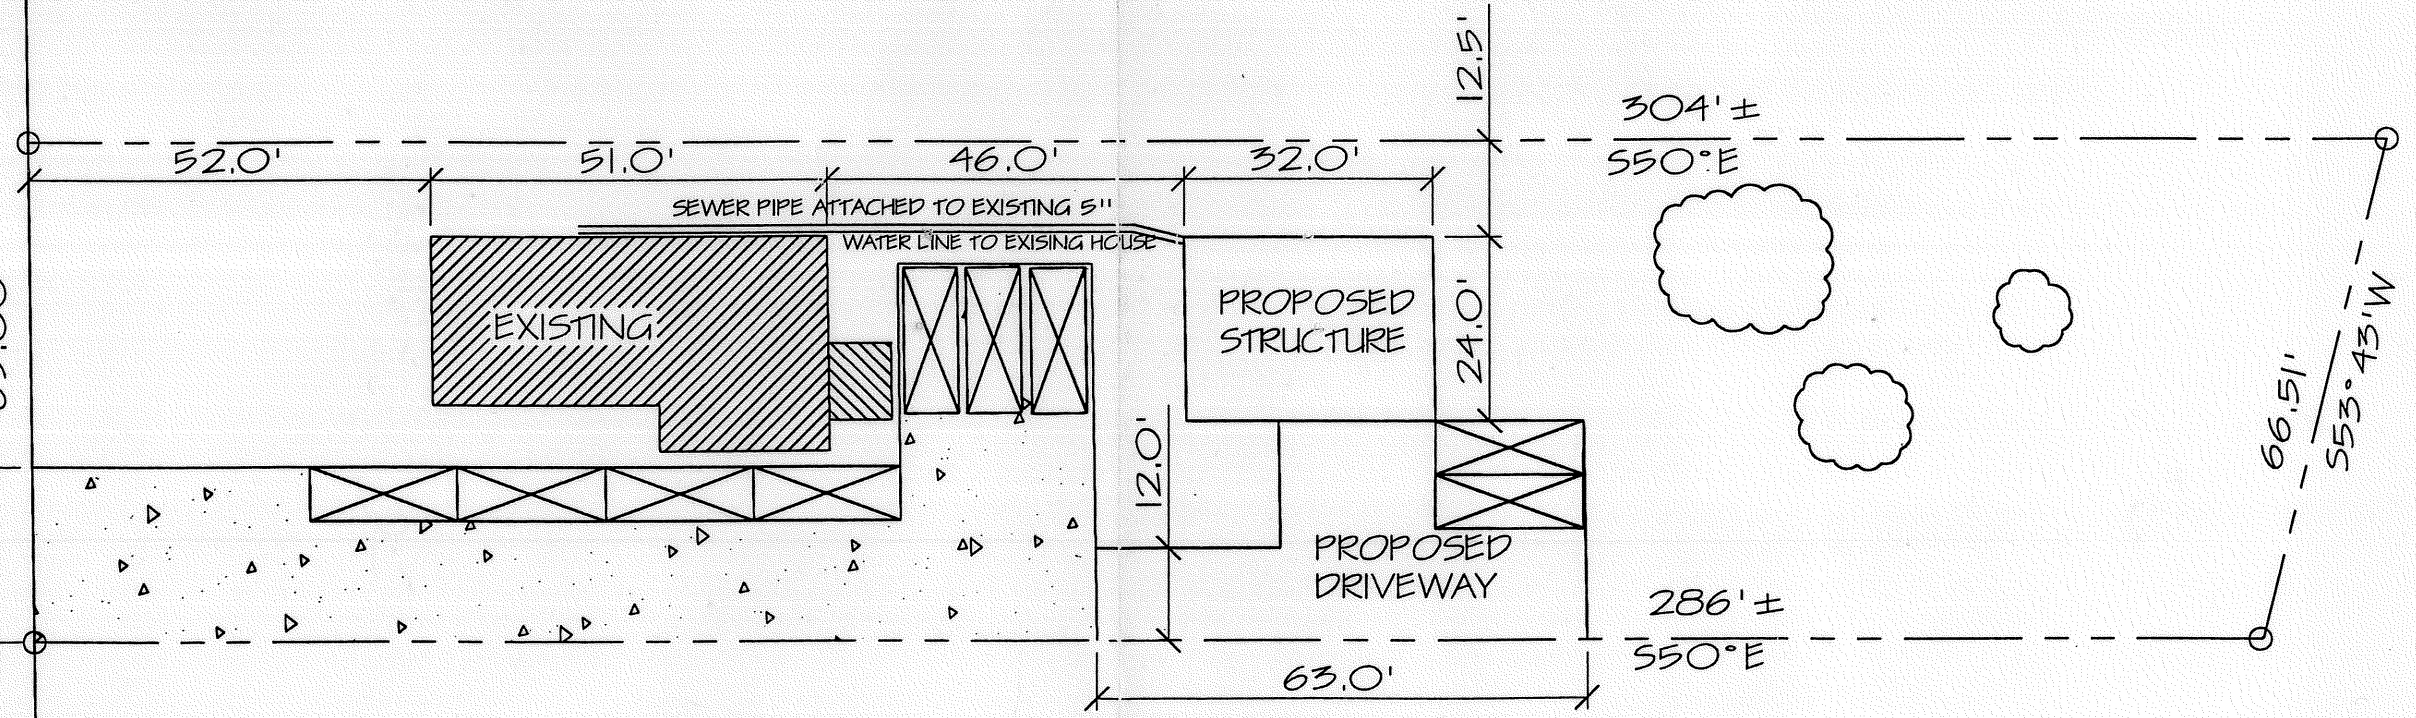 12.5'
304'±
S50°E
52.0'
51.0'
46.0'
32.0'
SEWER PIPE ATTACHED TO EXISTING 5''
WATER LINE TO EXISING HOUSE
EXISTING
PROPOSED
STRUCTURE
24.0'
12.0'
PROPOSED
DRIVEWAY
66.51'
S53°43'W
286'±
S50°E
63.0'